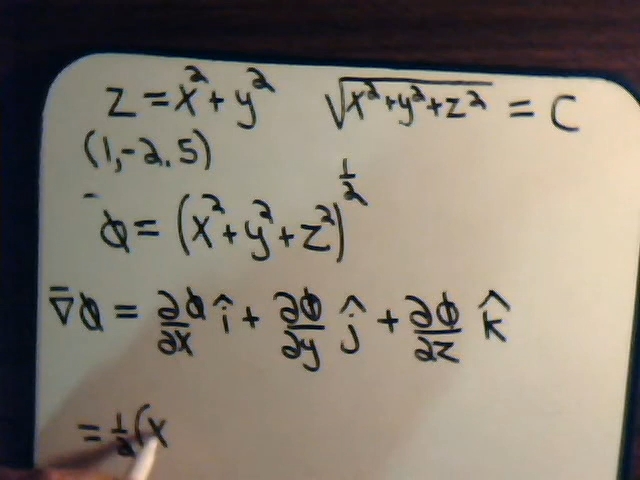 z = x² + y² √(x² + y² + z²) = C
(1, -2, 5)
ϕ = (x² + y² + z²)^(1/2)
∇̄ϕ = ∂ϕ/∂x î + ∂ϕ/∂y ĵ + ∂ϕ/∂z k̂
= 1/2 (x